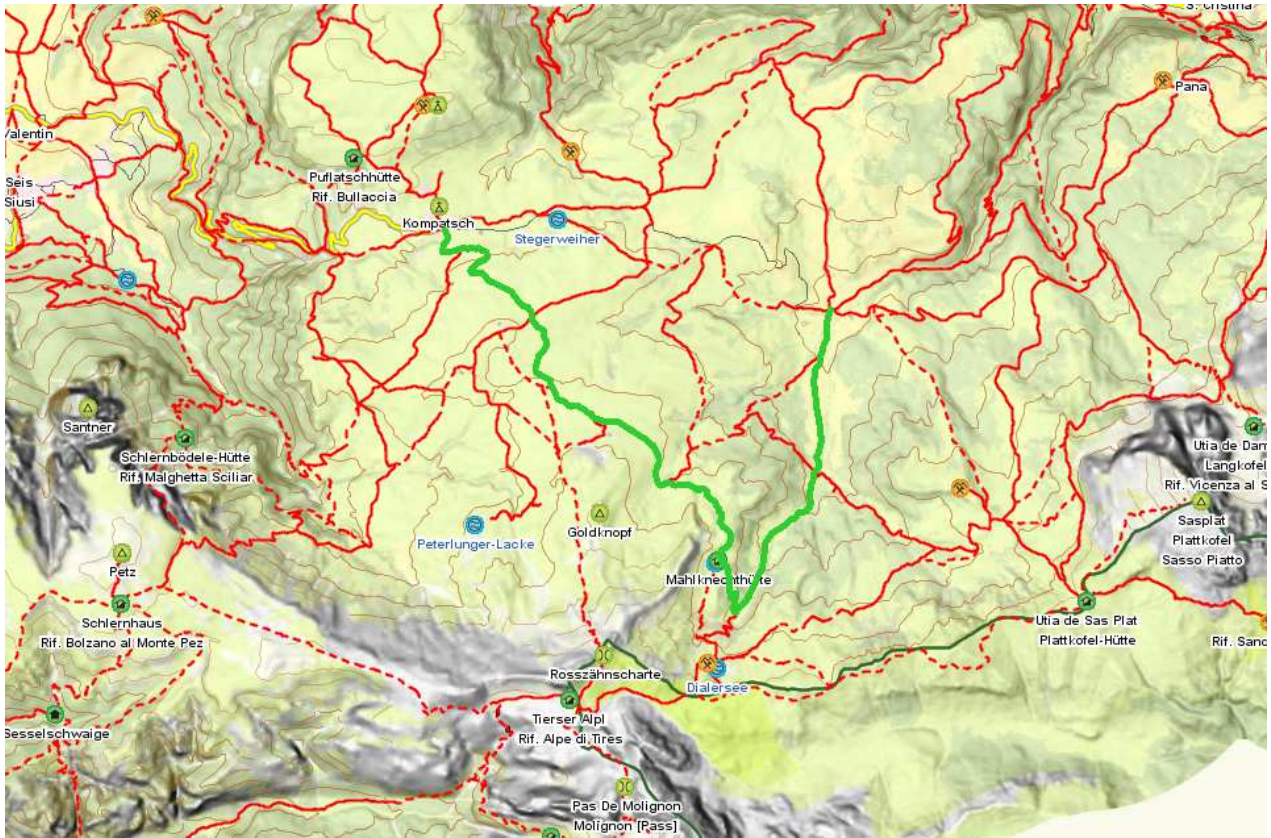 S. Cristina
Pana
Valentin
Puflatschhütte
Rif. Bullaccia
Seis
Siusi
Kompatsch
Stegerweiher
Santner
Schlernbödele-Hütte
Rif. Malghetta Sciliar
Utia de Dam
Langkofel
Rif. Vicenza al S
Sasplat
Plattkofel
Sasso Piatto
Goldknopf
Peterlunger-Lacke
Petz
Mahlknechthütte
Schlernhaus
Rif. Bolzano al Monte Pez
Utia de Sas Plat
Plattkofel-Hütte
Rif. Sand
Rosszähnscharte
Dialersee
Tierser Alpl
Rif. Alpe di Tires
Sesselschwaige
Pas De Molignon
Molignon [Pass]